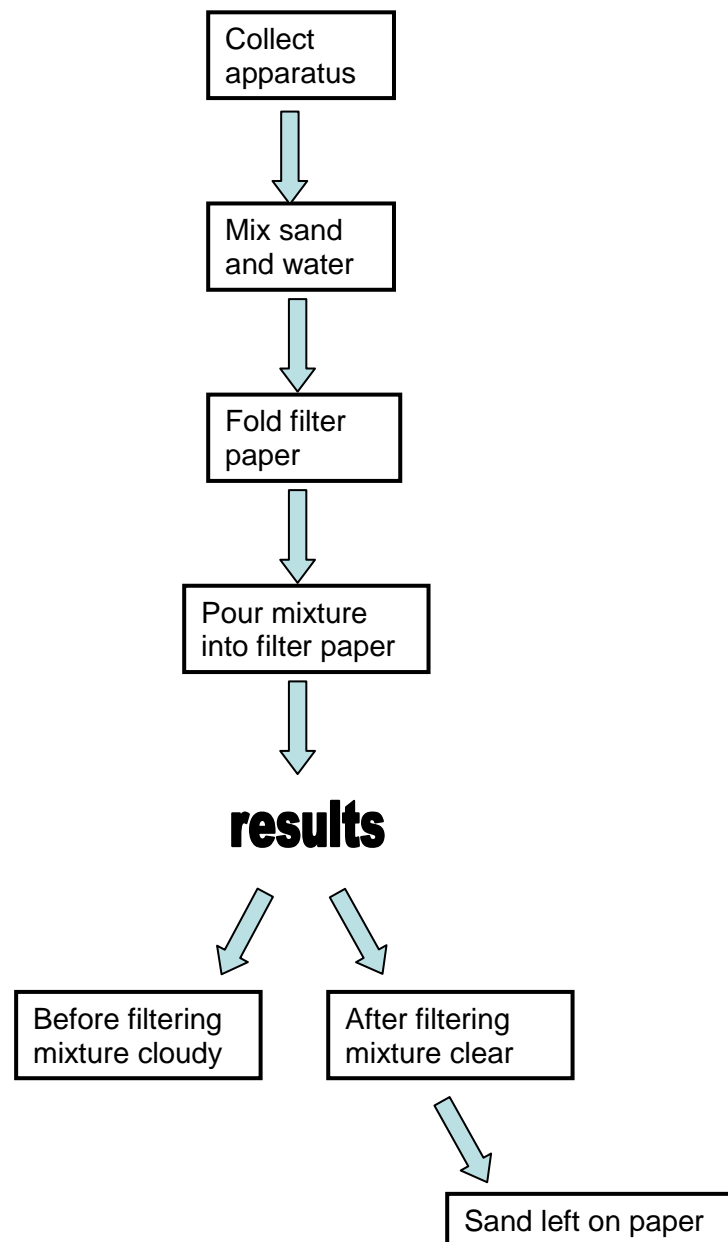 Collect
apparatus
Mix sand
and water
Fold filter
paper
Pour mixture
into filter paper
results
Before filtering
mixture cloudy
After filtering
mixture clear
Sand left on paper